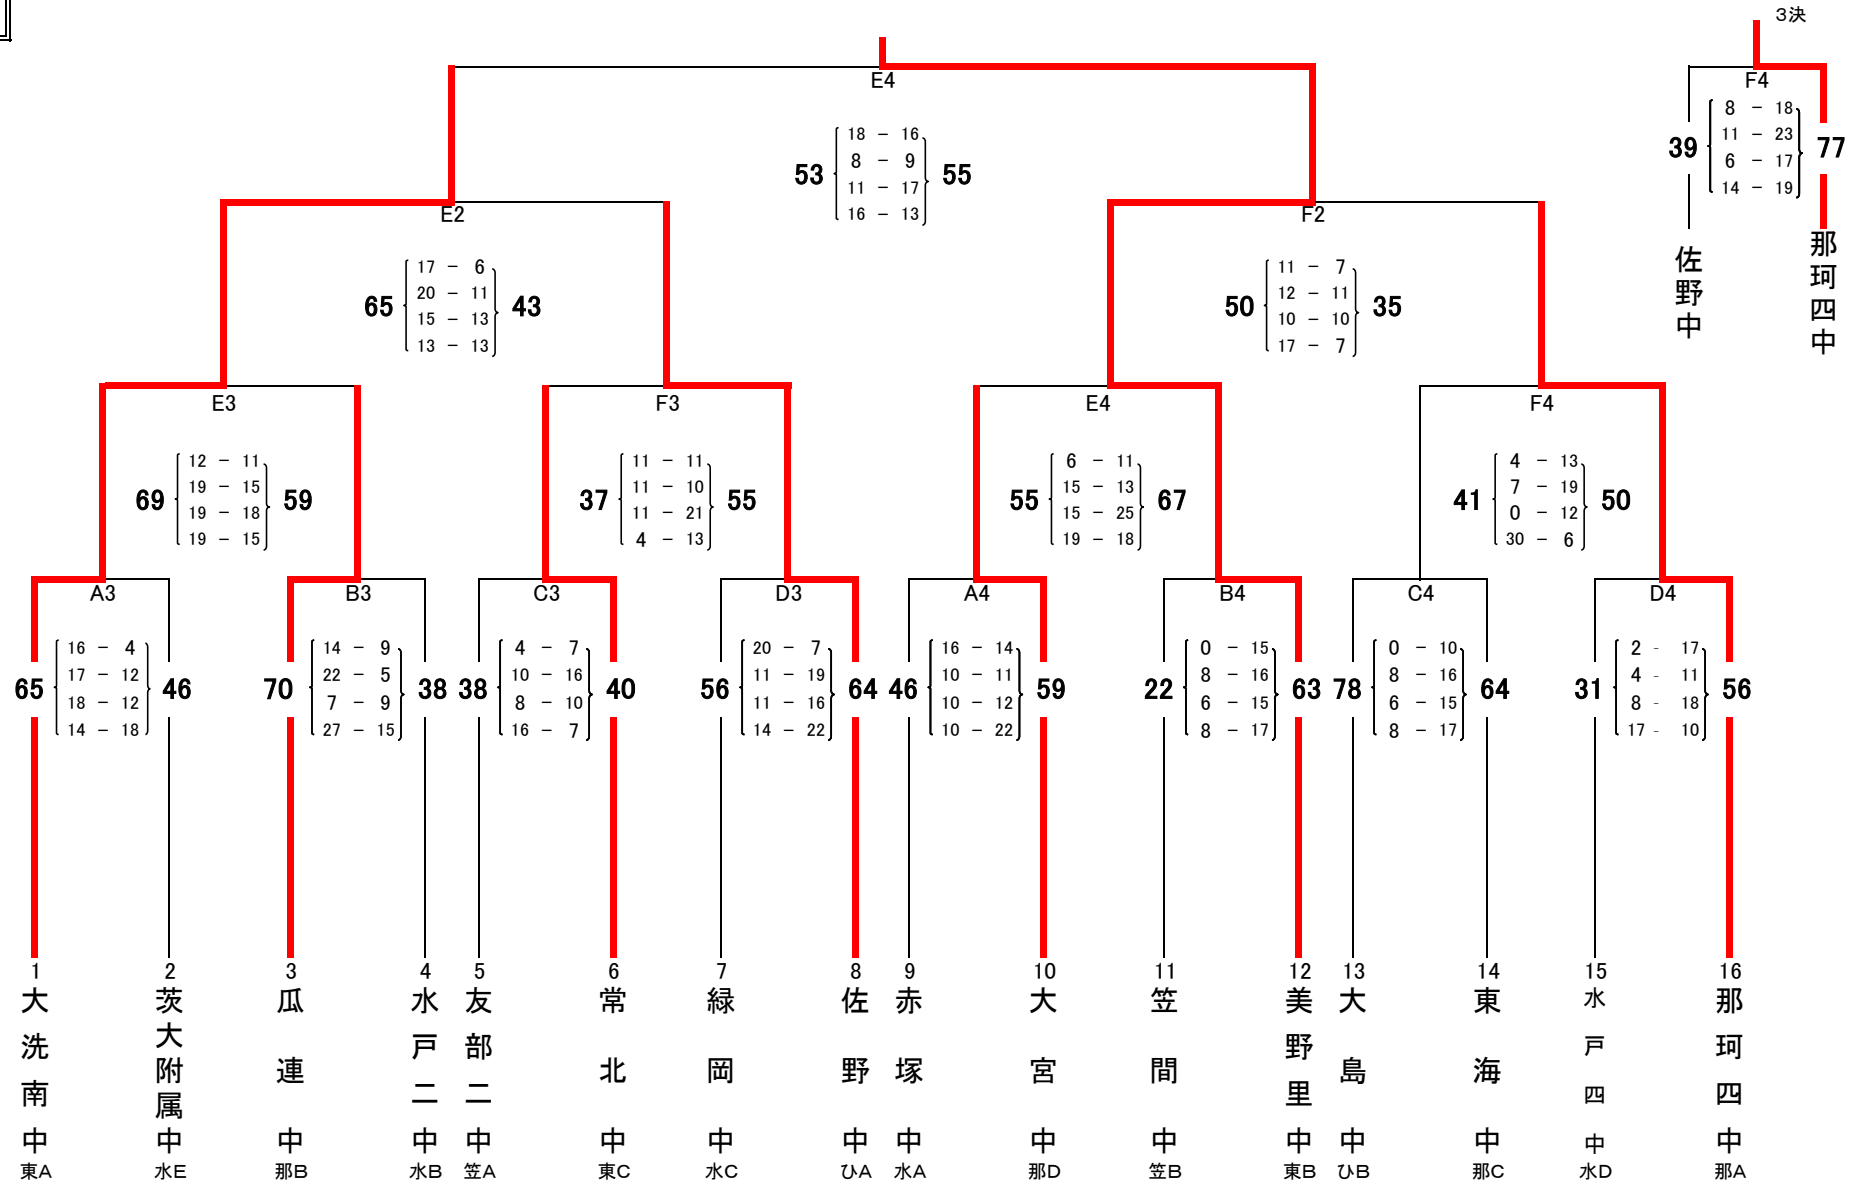 3決
E4
F4
18 - 16
8 - 9
11 - 17
16 - 13
53
55
8 - 18
11 - 23
6 - 17
14 - 19
39
77
佐野中
那珂四中
E2
F2
17 - 6
20 - 11
15 - 13
13 - 13
65
43
11 - 7
12 - 11
10 - 10
17 - 7
50
35
E3
F3
E4
F4
12 - 11
19 - 15
19 - 18
19 - 15
69
59
11 - 11
11 - 10
11 - 21
4 - 13
37
55
6 - 11
15 - 13
15 - 25
19 - 18
55
67
4 - 13
7 - 19
0 - 12
30 - 6
41
50
A3
B3
C3
D3
A4
B4
C4
D4
16 - 4
17 - 12
18 - 12
14 - 18
65
46
14 - 9
22 - 5
7 - 9
27 - 15
70
38
4 - 7
10 - 16
8 - 10
16 - 7
38
40
20 - 7
11 - 19
11 - 16
14 - 22
56
64
16 - 14
10 - 11
10 - 12
10 - 22
46
59
0 - 15
8 - 16
6 - 15
8 - 17
22
63
0 - 10
8 - 16
6 - 15
8 - 17
78
64
2 - 17
4 - 11
8 - 18
17 - 10
31
56
1
大洗南中
東A
2
茨大附属中
水E
3
瓜連中
那B
4
水戸二中
水B
5
友部二中
笠A
6
常北中
東C
7
緑岡中
水C
8
佐野中
ひA
9
赤塚中
水A
10
大宮中
那D
11
笠間中
笠B
12
美野里中
東B
13
大島中
ひB
14
東海中
那C
15
水戸四中
水D
16
那珂四中
那A